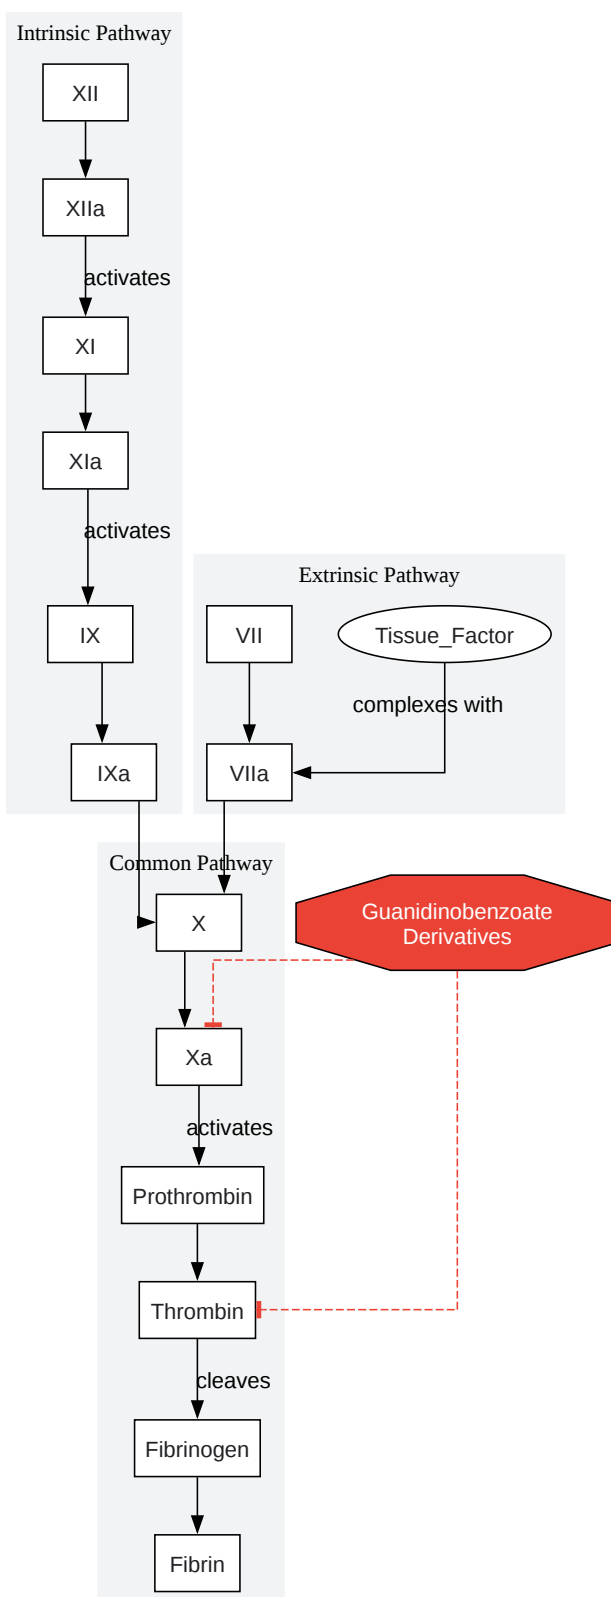 Intrinsic Pathway
XII
XIIa
activates
XI
XIa
activates
Extrinsic Pathway
IX
VII
Tissue_Factor
complexes with
IXa
VIIa
Common Pathway
X
Guanidinobenzoate
Derivatives
Xa
activates
Prothrombin
Thrombin
cleaves
Fibrinogen
Fibrin